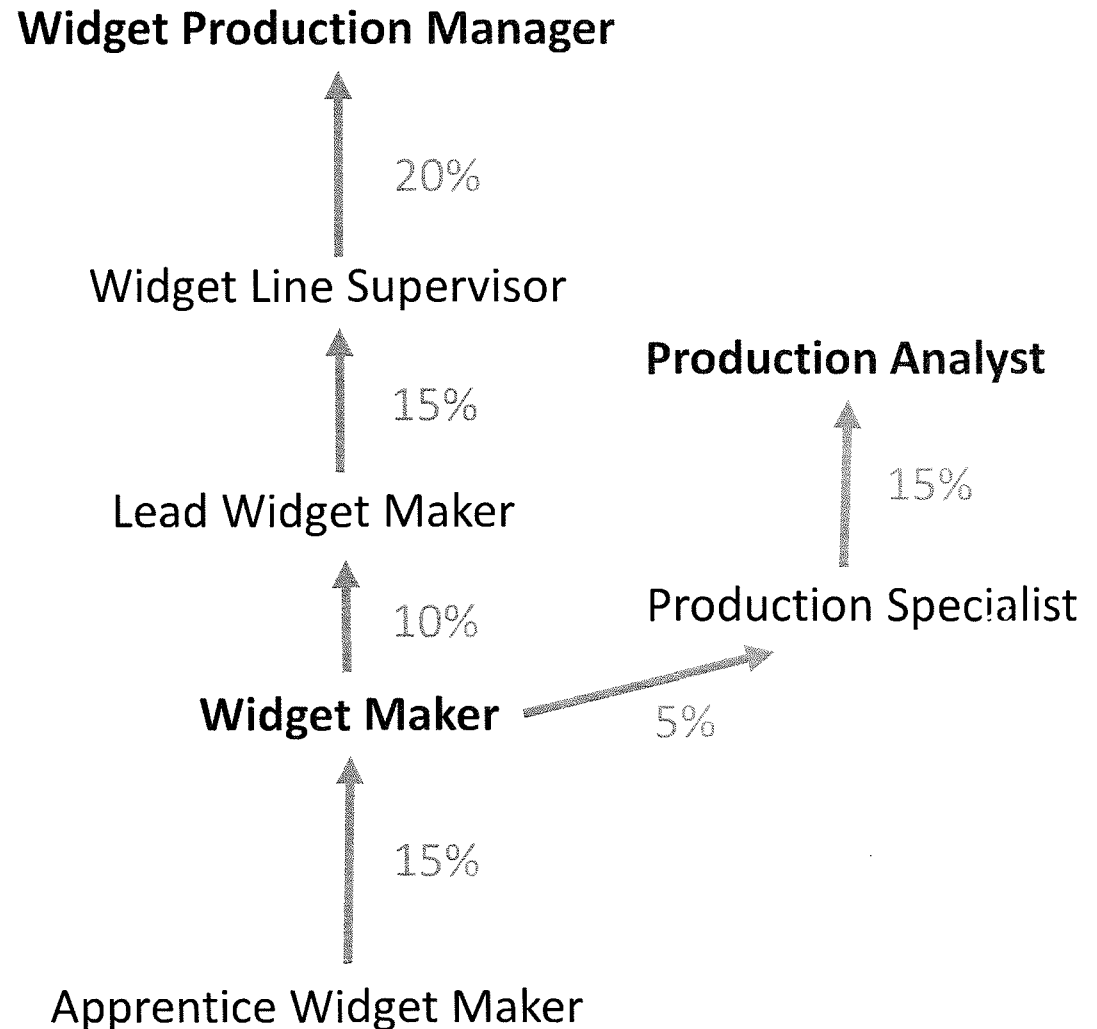 Widget Production Manager
20%
Widget Line Supervisor
Production Analyst
15%
15%
Lead Widget Maker
Production Specialist
10%
Widget Maker
5%
15%
Apprentice Widget Maker